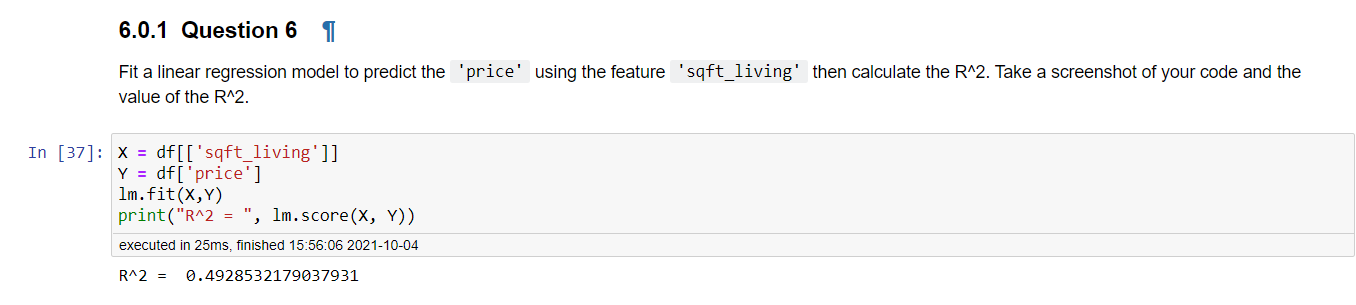 6.0.1 Question 6 ¶
Fit a linear regression model to predict the 'price' using the feature 'sqft_living' then calculate the R^2. Take a screenshot of your code and the
value of the R^2.
In [37]: X = df[['sqft_living']]
Y = df['price']
lm.fit(X,Y)
print("R^2 = ", lm.score(X, Y))
executed in 25ms, finished 15:56:06 2021-10-04
R^2 =  0.4928532179037931